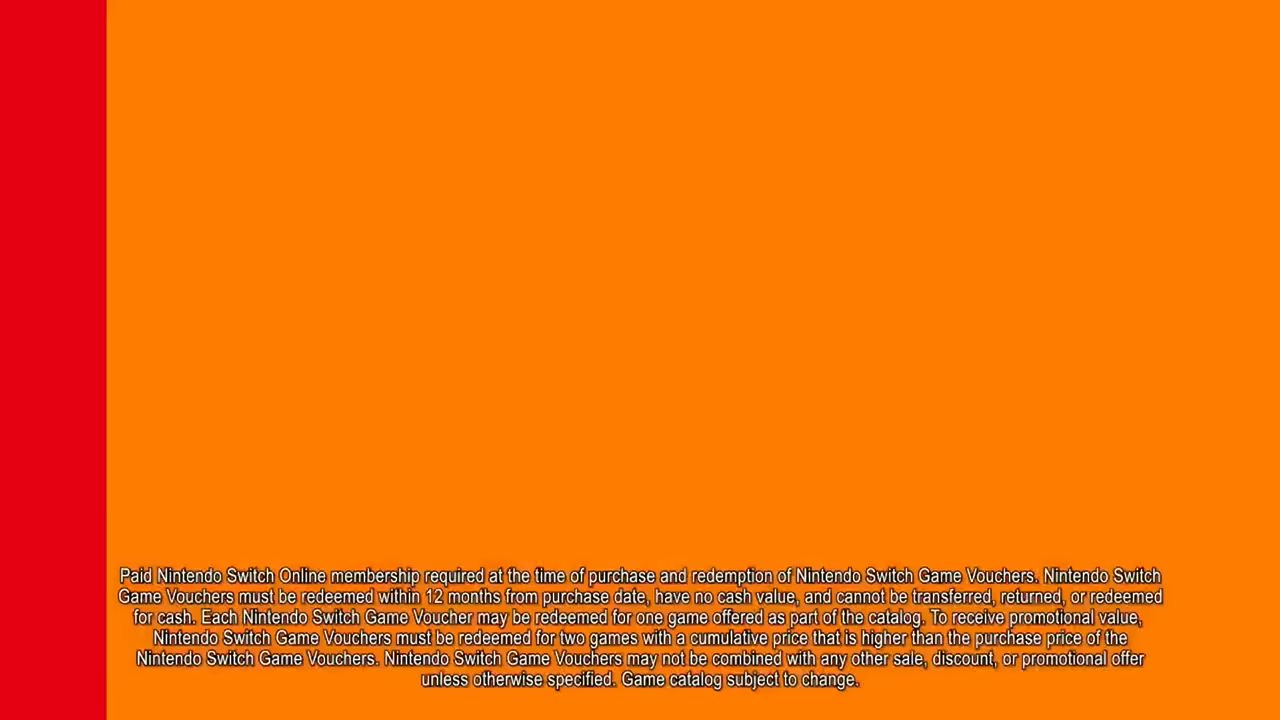 Paid Nintendo Switch Online membership required at the time of purchase and redemption of Nintendo Switch Game Vouchers. Nintendo Switch
Game Vouchers must be redeemed within 12 months from purchase date, have no cash value, and cannot be transferred, returned, or redeemed
for cash. Each Nintendo Switch Game Voucher may be redeemed for one game offered as part of the catalog. To receive promotional value,
Nintendo Switch Game Vouchers must be redeemed for two games with a cumulative price that is higher than the purchase price of the
Nintendo Switch Game Vouchers. Nintendo Switch Game Vouchers may not be combined with any other sale, discount, or promotional offer
unless otherwise specified. Game catalog subject to change.